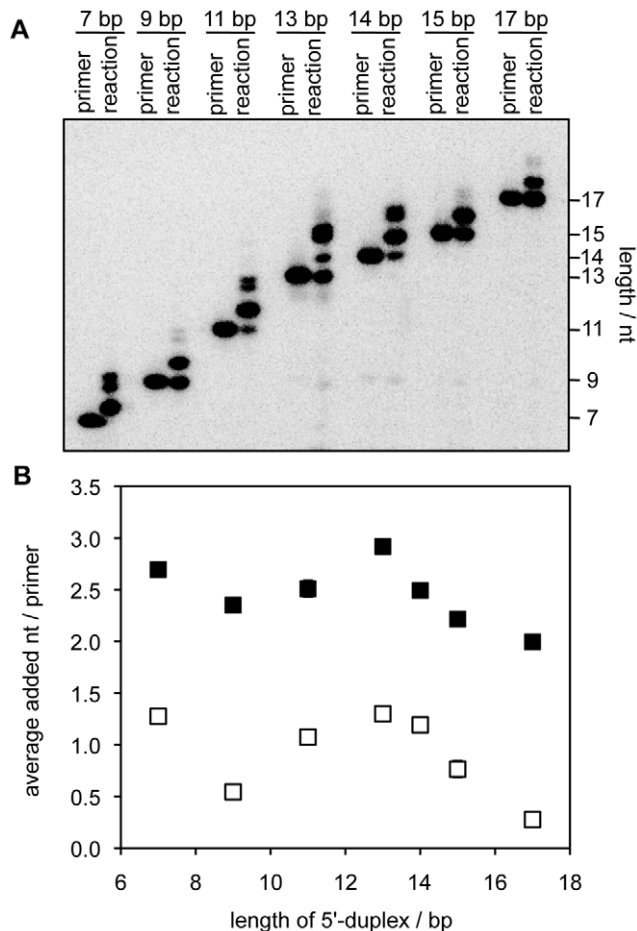 A
7 bp 9 bp 11 bp 13 bp 14 bp 15 bp 17 bp
primer reaction primer reaction primer reaction primer reaction primer reaction primer reaction primer reaction
17
15
14
13
11
9
7
length / nt
B
3.5
3.0
2.5
2.0
1.5
1.0
0.5
0.0
average added nt / primer
6 8 10 12 14 16 18
length of 5'-duplex / bp